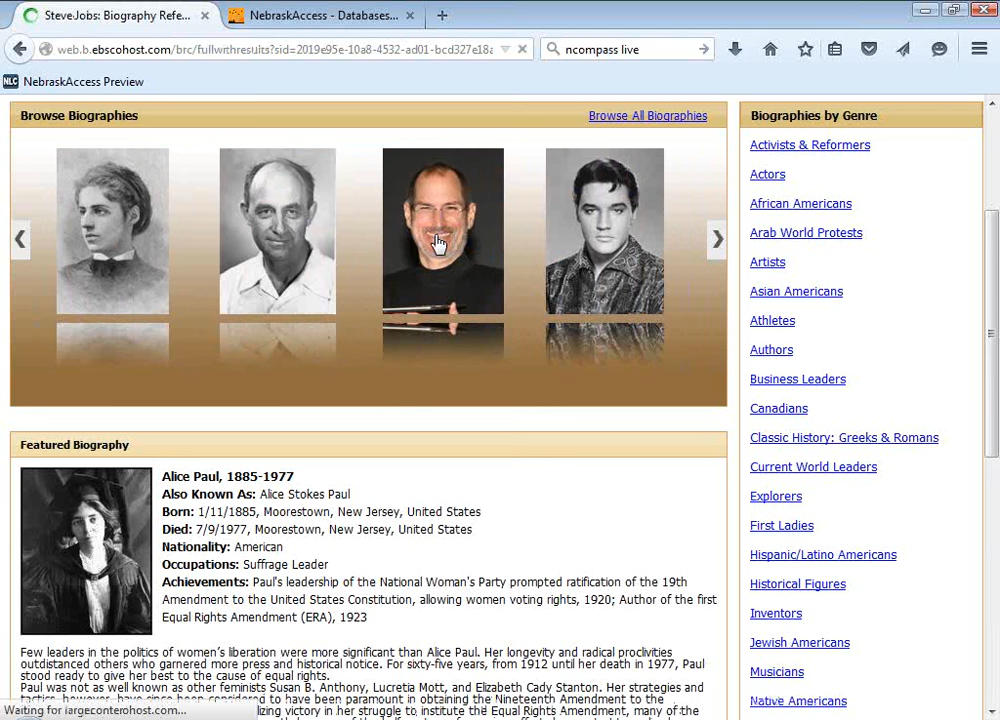 SteveJobs: Biography Refe...
NebraskAccess - Databases...
web.b.ebscohost.com/brc/fullwithresults?sid=2019e95e-10a8-4532-ad01-bcd327e18a
ncompass live
NLC NebraskAccess Preview
Browse Biographies
Browse All Biographies
Featured Biography
Alice Paul, 1885-1977
Also Known As: Alice Stokes Paul
Born: 1/11/1885, Moorestown, New Jersey, United States
Died: 7/9/1977, Moorestown, New Jersey, United States
Nationality: American
Occupations: Suffrage Leader
Achievements: Paul's leadership of the National Woman's Party prompted ratification of the 19th
Amendment to the United States Constitution, allowing women voting rights, 1920; Author of the first
Equal Rights Amendment (ERA), 1923
Few leaders in the politics of women's liberation were more significant than Alice Paul. Her longevity and radical proclivities
outdistanced others who garnered more press and historical notice. For sixty-five years, from 1912 until her death in 1977, Paul
stood ready to give her best to the cause of equal rights.
Paul was not as well known as other feminists Susan B. Anthony, Lucretia Mott, and Elizabeth Cady Stanton. Her strategies and
tactics, however, have since been considered to have been paramount in obtaining the Nineteenth Amendment to the
victory in her struggle to institute the Equal Rights Amendment, many of the
Waiting for largeconterohost.com...
Biographies by Genre
Activists & Reformers
Actors
African Americans
Arab World Protests
Artists
Asian Americans
Athletes
Authors
Business Leaders
Canadians
Classic History: Greeks & Romans
Current World Leaders
Explorers
First Ladies
Hispanic/Latino Americans
Historical Figures
Inventors
Jewish Americans
Musicians
Native Americans